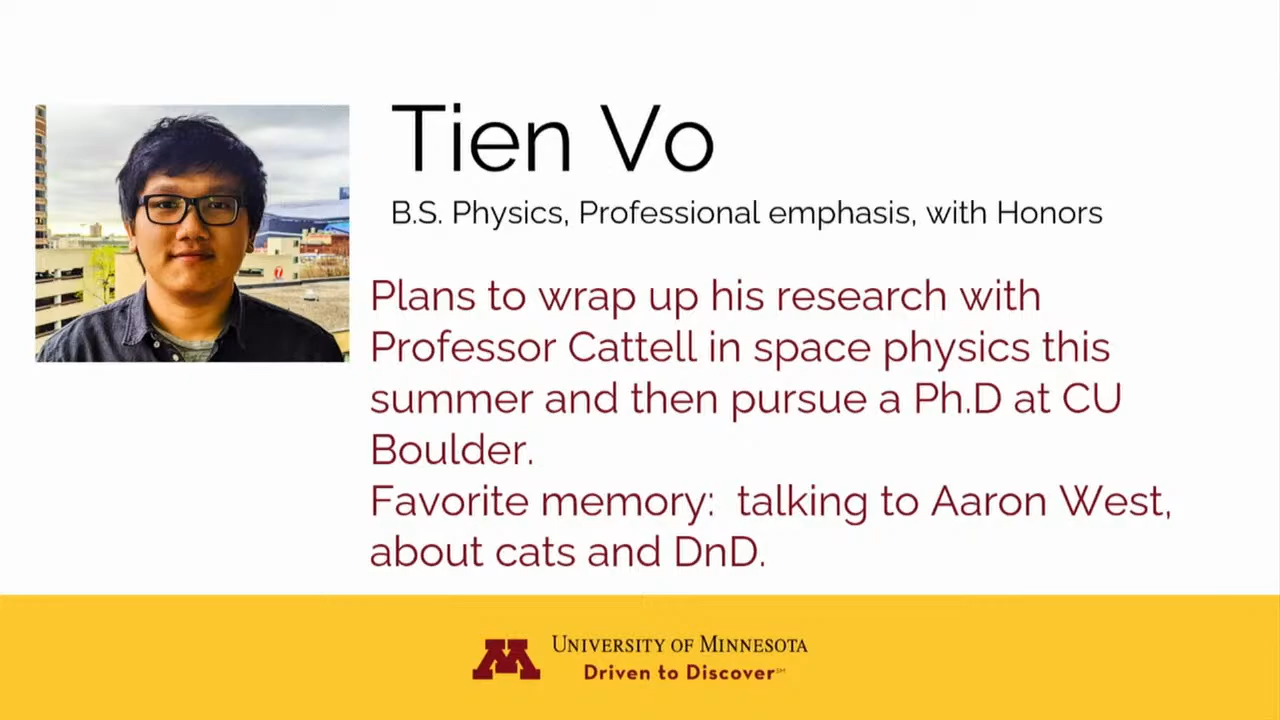 Tien Vo
B.S. Physics, Professional emphasis, with Honors
Plans to wrap up his research with
Professor Cattell in space physics this
summer and then pursue a Ph.D at CU
Boulder.
Favorite memory:  talking to Aaron West,
about cats and DnD.
M
UNIVERSITY OF MINNESOTA
Driven to Discover℠